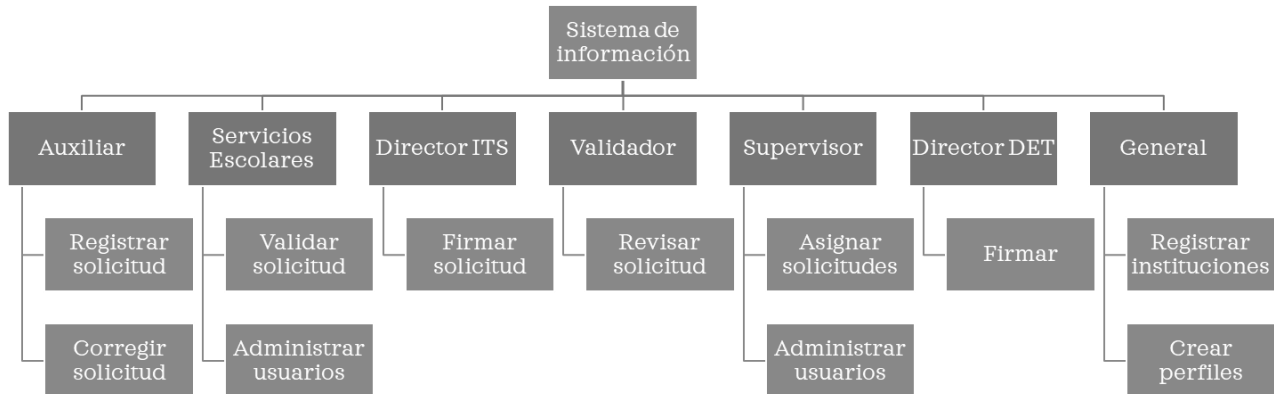 Sistema de
información
Auxiliar
Servicios
Escolares
Director ITS
Validador
Supervisor
Director DET
General
Registrar
solicitud
Validar
solicitud
Firmar
solicitud
Revisar
solicitud
Asignar
solicitudes
Firmar
Registrar
instituciones
Corregir
solicitud
Administrar
usuarios
Administrar
usuarios
Crear
perfiles